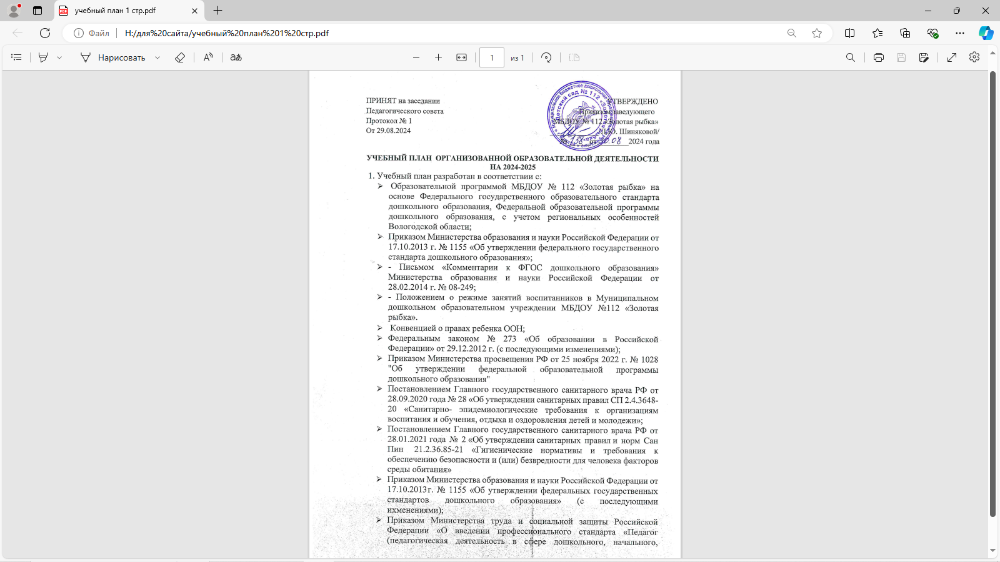 учебный план 1 стр.pdf
Файл H:/для%20сайта/учебный%20план%201%20стр.pdf
Нарисовать 1 из 1
ПРИНЯТ на заседании
Педагогического совета
Протокол № 1
От 29.08.2024
УТВЕРЖДЕНО
Приказом заведующего
МБДОУ № 112 «Золотая рыбка»
Шиняковой/
138 от 30.08 2024 года
Детский сад № 112
УЧЕБНЫЙ ПЛАН ОРГАНИЗОВАННОЙ ОБРАЗОВАТЕЛЬНОЙ ДЕЯТЕЛЬНОСТИ
НА 2024-2025
1. Учебный план разработан в соответствии с:
➢ Образовательной программой МБДОУ № 112 «Золотая рыбка» на
основе Федерального государственного образовательного стандарта
дошкольного образования, Федеральной образовательной программы
дошкольного образования, с учетом региональных особенностей
Вологодской области;
➢ Приказом Министерства образования и науки Российской Федерации от
17.10.2013 г. № 1155 «Об утверждении федерального государственного
стандарта дошкольного образования»;
➢ - Письмом «Комментарии к ФГОС дошкольного образования»
Министерства образования и науки Российской Федерации от
28.02.2014 г. № 08-249;
➢ - Положением о режиме занятий воспитанников в Муниципальном
дошкольном образовательном учреждении МБДОУ №112 «Золотая
рыбка».
➢ Конвенцией о правах ребенка ООН;
➢ Федеральным законом № 273 «Об образовании в Российской
Федерации» от 29.12.2012 г. (с последующими изменениями);
➢ Приказом Министерства просвещения РФ от 25 ноября 2022 г. № 1028
"Об утверждении федеральной образовательной программы
дошкольного образования"
➢ Постановлением Главного государственного санитарного врача РФ от
28.09.2020 года № 28 «Об утверждении санитарных правил СП 2.4.3648-
20 «Санитарно- эпидемиологические требования к организациям
воспитания и обучения, отдыха и оздоровления детей и молодежи»;
➢ Постановлением Главного государственного санитарного врача РФ от
28.01.2021 года № 2 «Об утверждении санитарных правил и норм Сан
Пин 21.2.36.85-21 «Гигиенические нормативы и требования к
обеспечению безопасности и (или) безвредности для человека факторов
среды обитания»
➢ Приказом Министерства образования и науки Российской Федерации от
17.10.2013г. № 1155 «Об утверждении федеральных государственных
стандартов дошкольного образования» (с последующими
ихменениями);
➢ Приказом Министерства труда и социальной защиты Российской
Федерации «О введении профессионального стандарта «Педагог
(педагогическая деятельность в сфере дошкольного, начального,